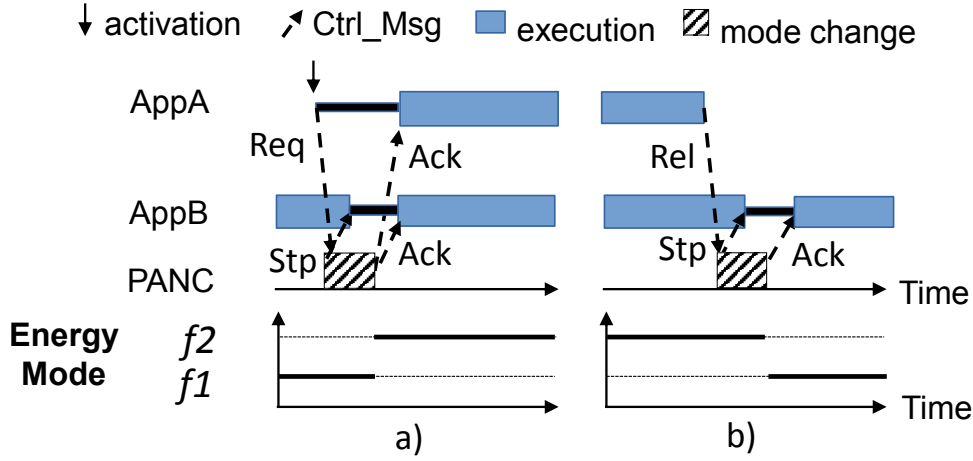 activation Ctrl_Msg execution mode change
AppA
Req Ack Rel
AppB
Stp Ack Stp Ack
PANC Time
Energy
Mode
f2
f1
Time
a) b)